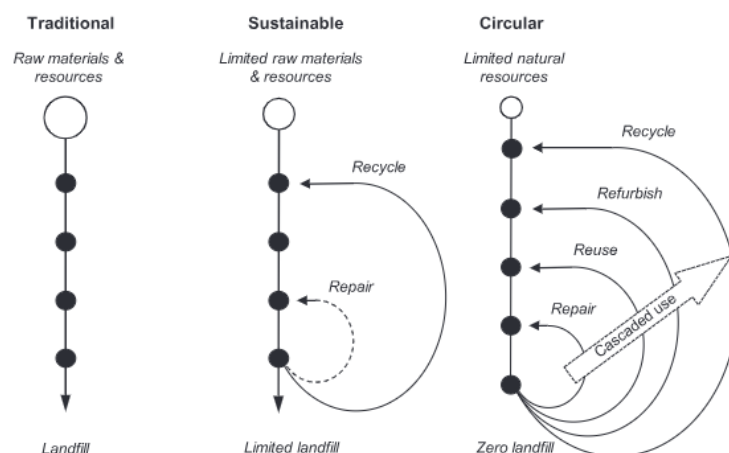 Traditional
Raw materials &
resources
Landfill
Sustainable
Limited raw materials
& resources
Recycle
Repair
Limited landfill
Circular
Limited natural
resources
Recycle
Refurbish
Reuse
Repair
Cascaded use
Zero landfill